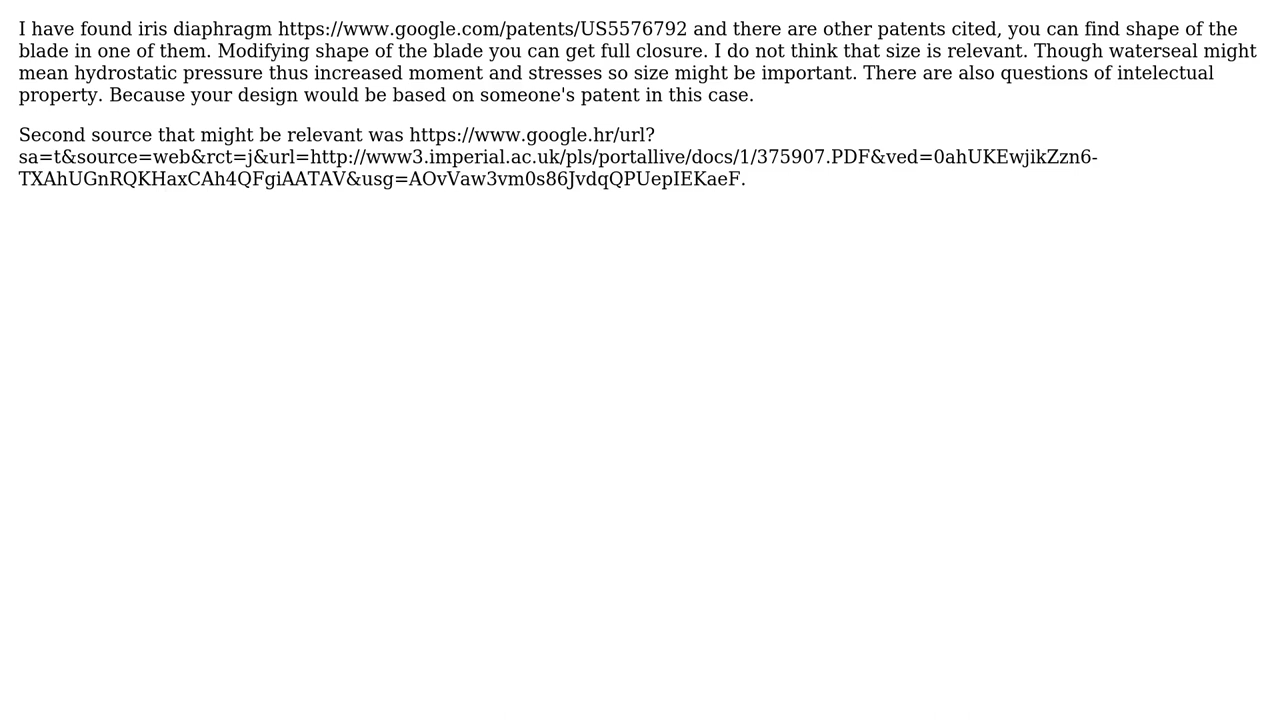 I have found iris diaphragm https://www.google.com/patents/US5576792 and there are other patents cited, you can find shape of the
blade in one of them. Modifying shape of the blade you can get full closure. I do not think that size is relevant. Though waterseal might
mean hydrostatic pressure thus increased moment and stresses so size might be important. There are also questions of intelectual
property. Because your design would be based on someone's patent in this case.
Second source that might be relevant was https://www.google.hr/url?
sa=t&source=web&rct=j&url=http://www3.imperial.ac.uk/pls/portallive/docs/1/375907.PDF&ved=0ahUKEwjikZzn6-
TXAhUGnRQKHaxCAh4QFgiAATAV&usg=AOvVaw3vm0s86JvdqQPUepIEKaeF.